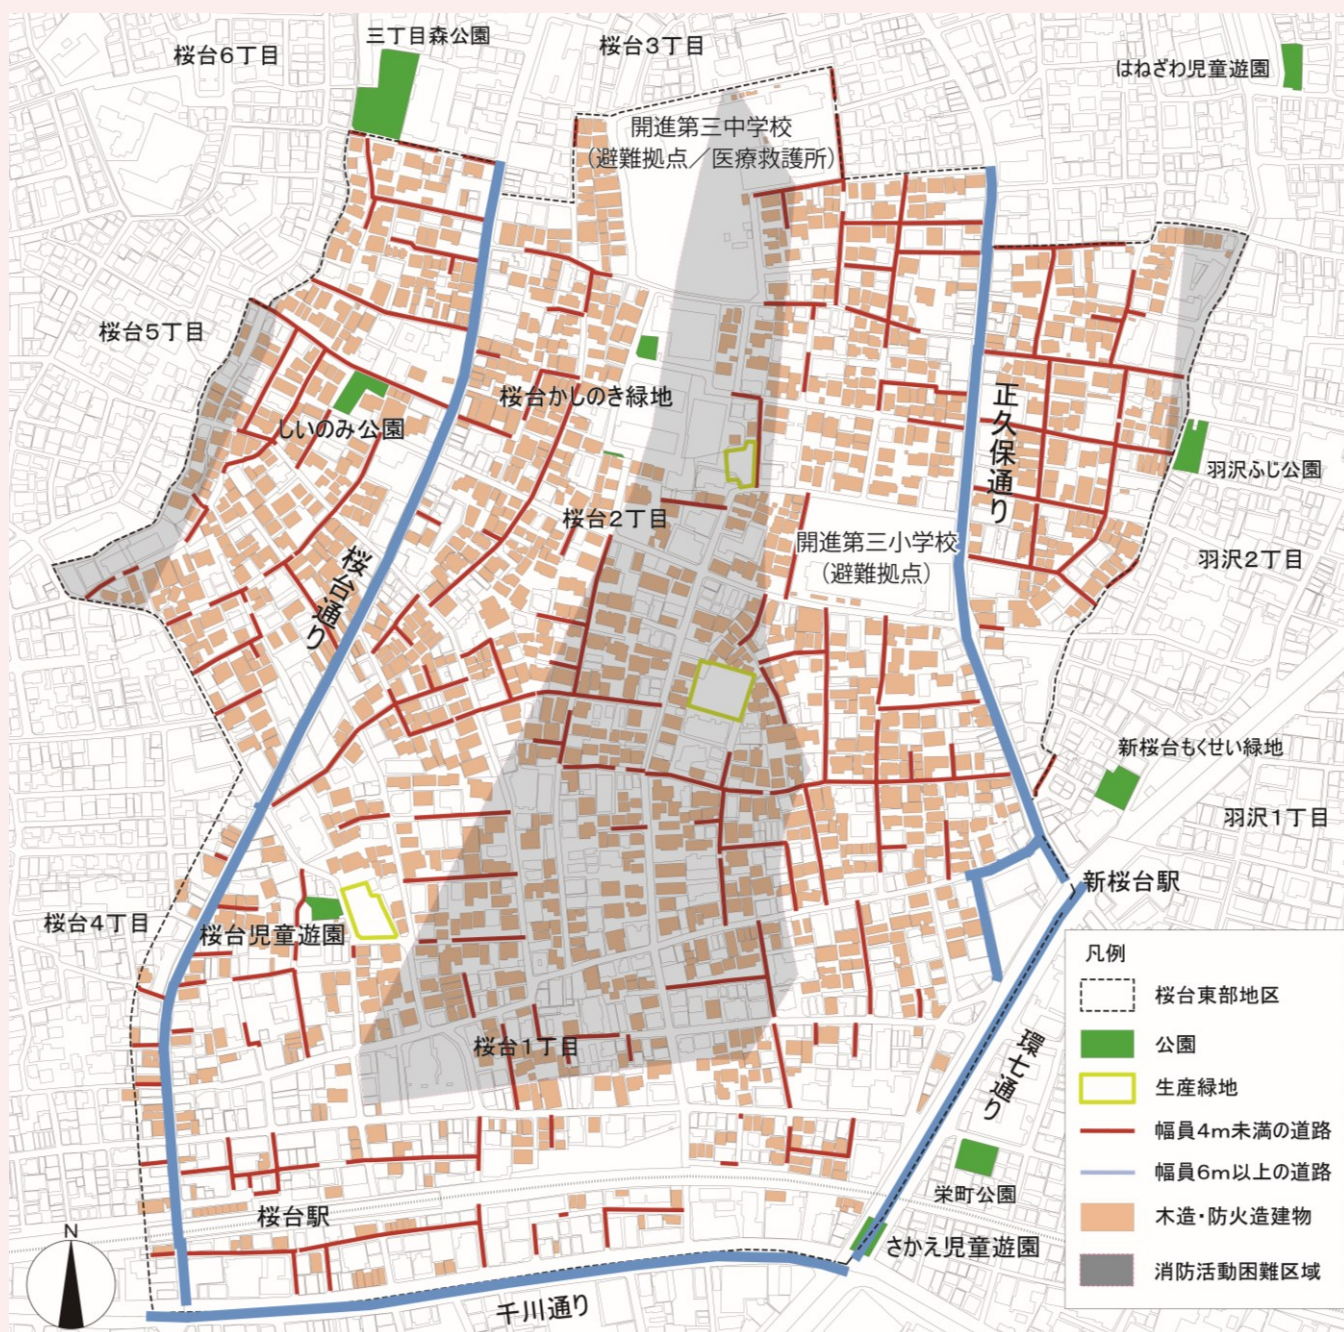 三丁目森公園
桜台3丁目
桜台6丁目
はねざわ児童遊園
開進第三中学校
(避難拠点／医療救護所)
桜台5丁目
桜台かしのき緑地
正久保通り
しいのみ公園
羽沢ふじ公園
桜台2丁目
開進第三小学校
(避難拠点)
羽沢2丁目
桜台通り
新桜台もくせい緑地
羽沢1丁目
新桜台駅
桜台4丁目
桜台児童遊園
凡例
桜台東部地区
公園
生産緑地
幅員4m未満の道路
幅員6m以上の道路
木造・防火造建物
消防活動困難区域
桜台1丁目
環七通り
栄町公園
桜台駅
さかえ児童遊園
N
千川通り